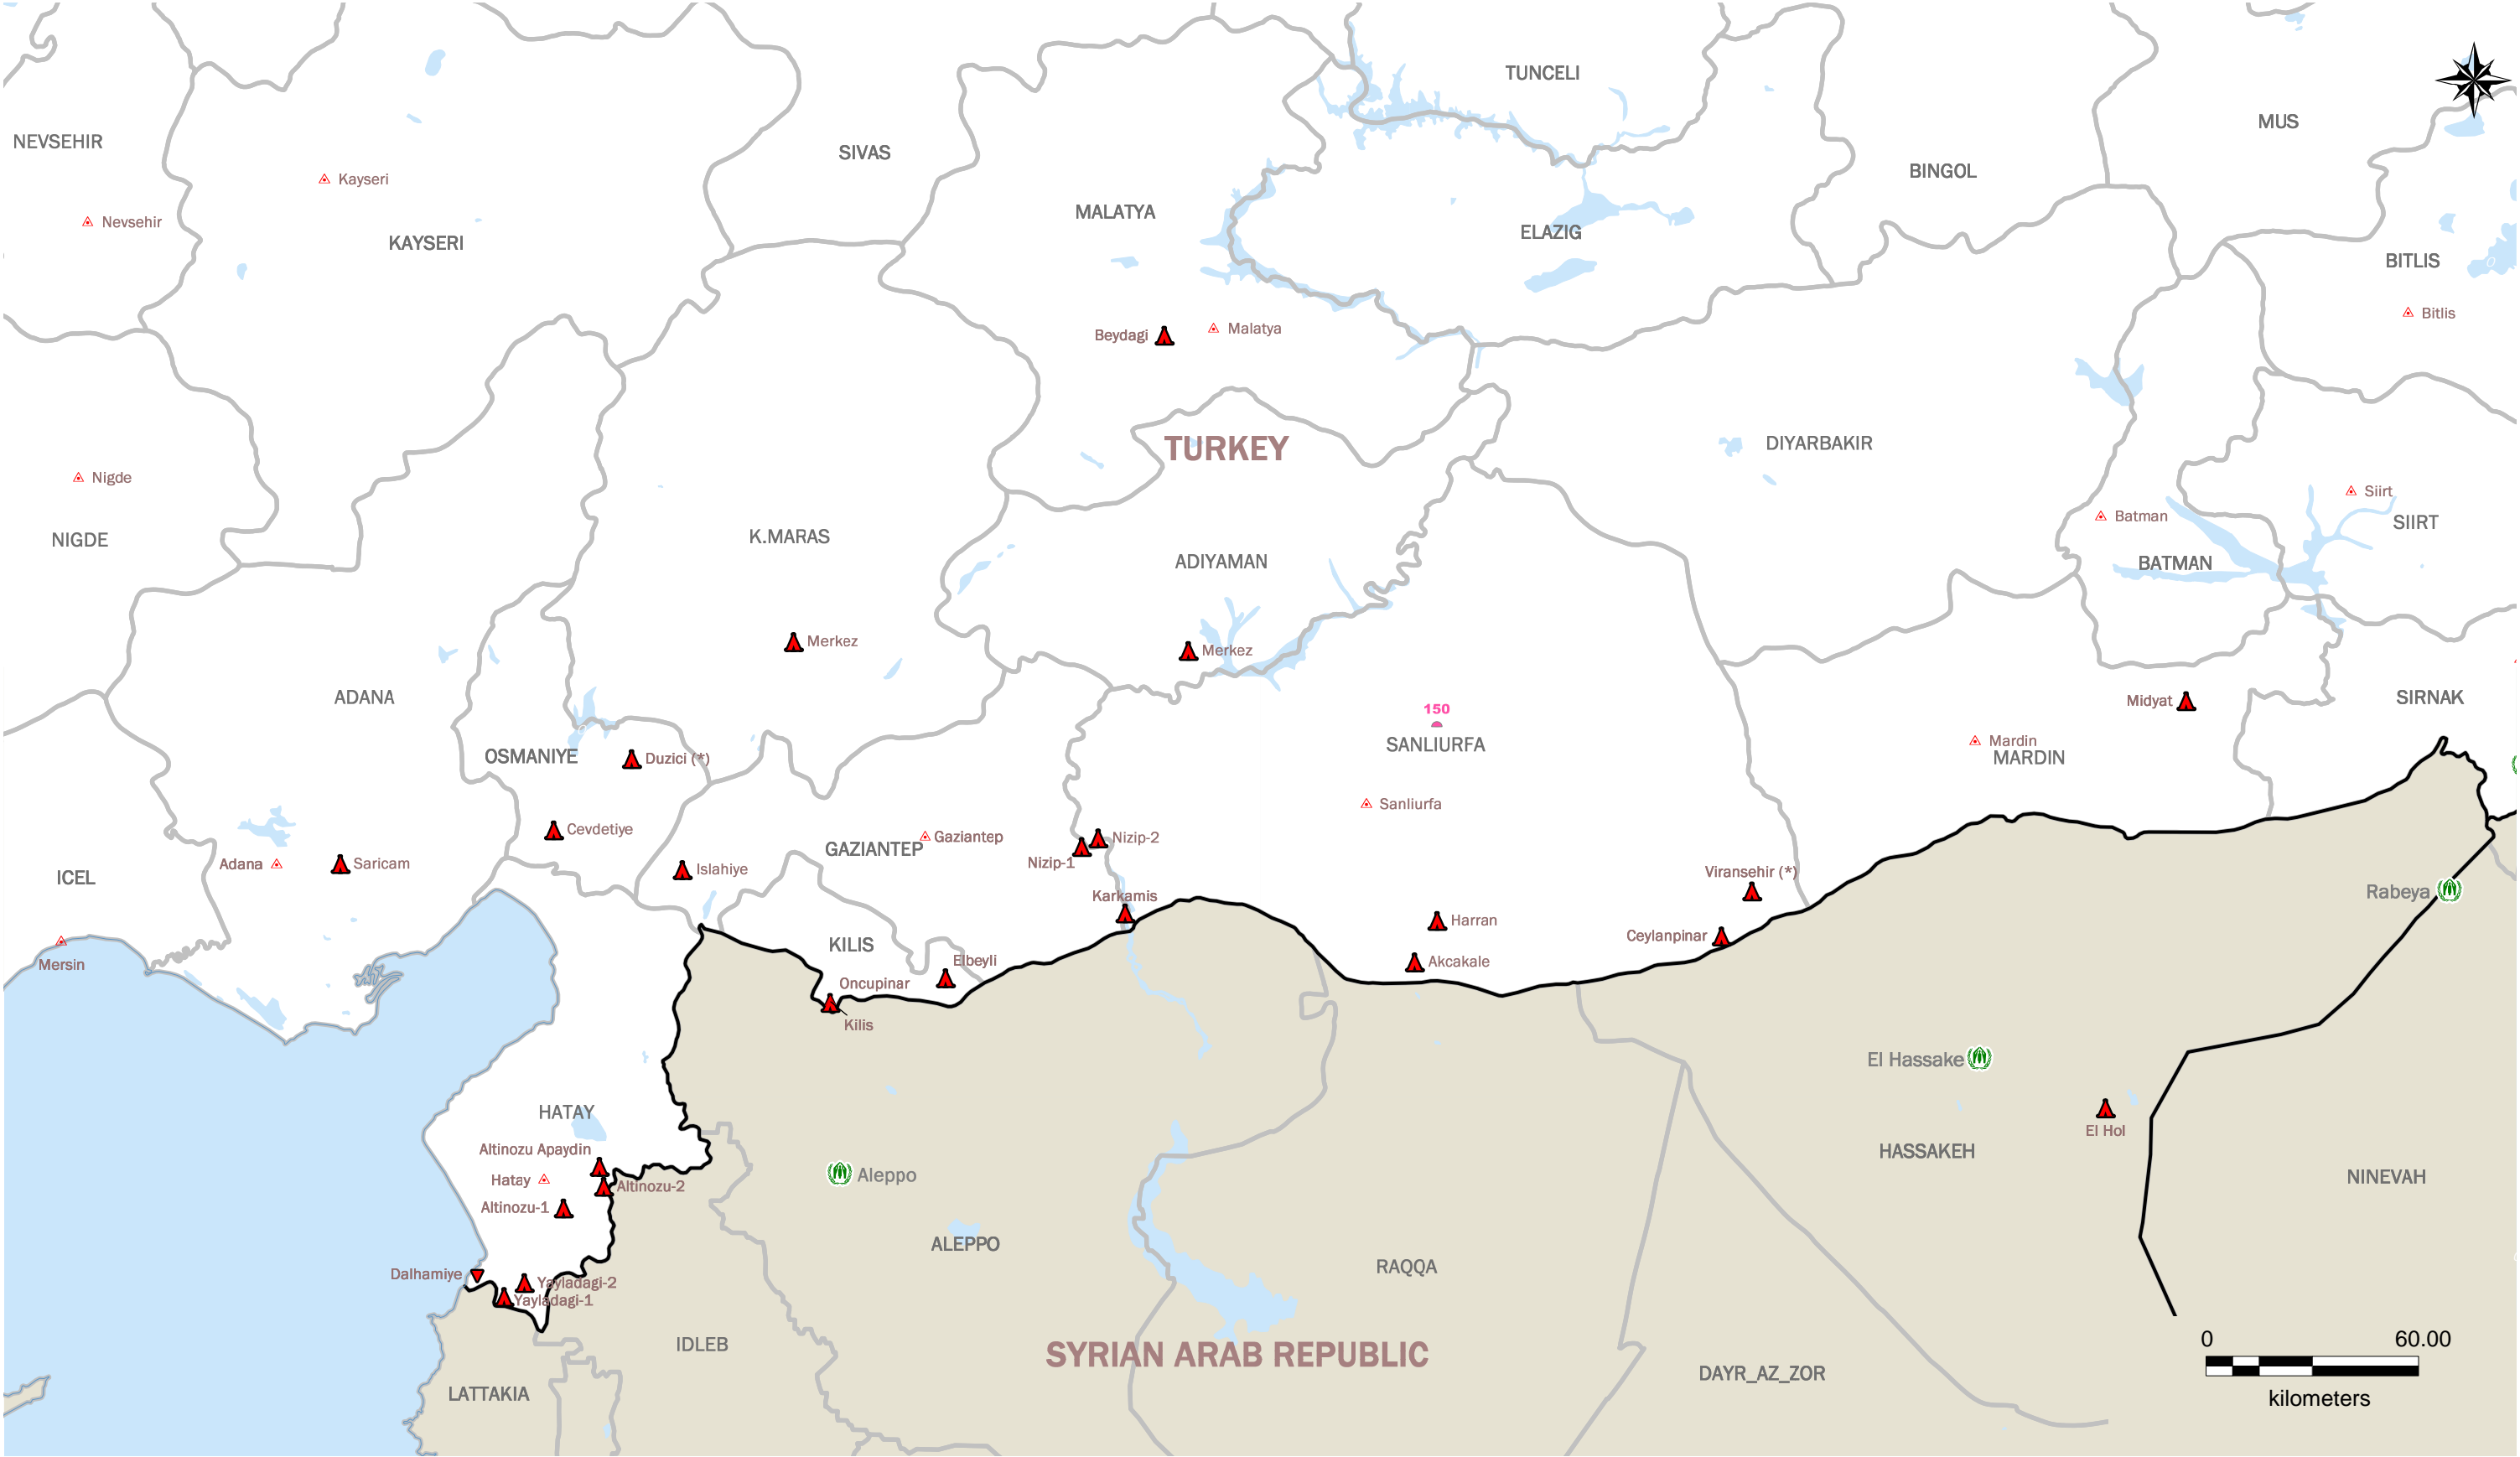 TUNCELI
MUS
NEVSEHIR
SIVAS
BINGOL
Kayseri
MALATYA
Nevsehir
ELAZIG
KAYSERI
BITLIS
Bitlis
Malatya
Beydagi
TURKEY
DIYARBAKIR
Nigde
Siirt
Batman
SIIRT
NIGDE
K.MARAS
ADIYAMAN
BATMAN
Merkez
Merkez
ADANA
SIRNAK
Midyat
150
SANLIURFA
Mardin
MARDIN
OSMANIYE
Duzici (*)
Sanliurfa
Cevdetiye
Gaziantep
GAZIANTEP
Nizip-2
Nizip-1
Adana
Saricam
Islahiye
Viransehir (*)
ICEL
Rabeya
Karkamis
Harran
Ceylanpinar
KILIS
Elbeyli
Akcakale
Mersin
Oncupinar
Kilis
El Hassake
HATAY
El Hol
Altinozu Apaydin
HASSAKEH
Aleppo
NINEVAH
Hatay
Altinozu-2
Altinozu-1
ALEPPO
RAQQA
Dalhamiye
Yayladagi-2
Yayladagi-1
IDLEB
SYRIAN ARAB REPUBLIC
0 60.00
DAYR_AZ_ZOR
LATTAKIA
kilometers